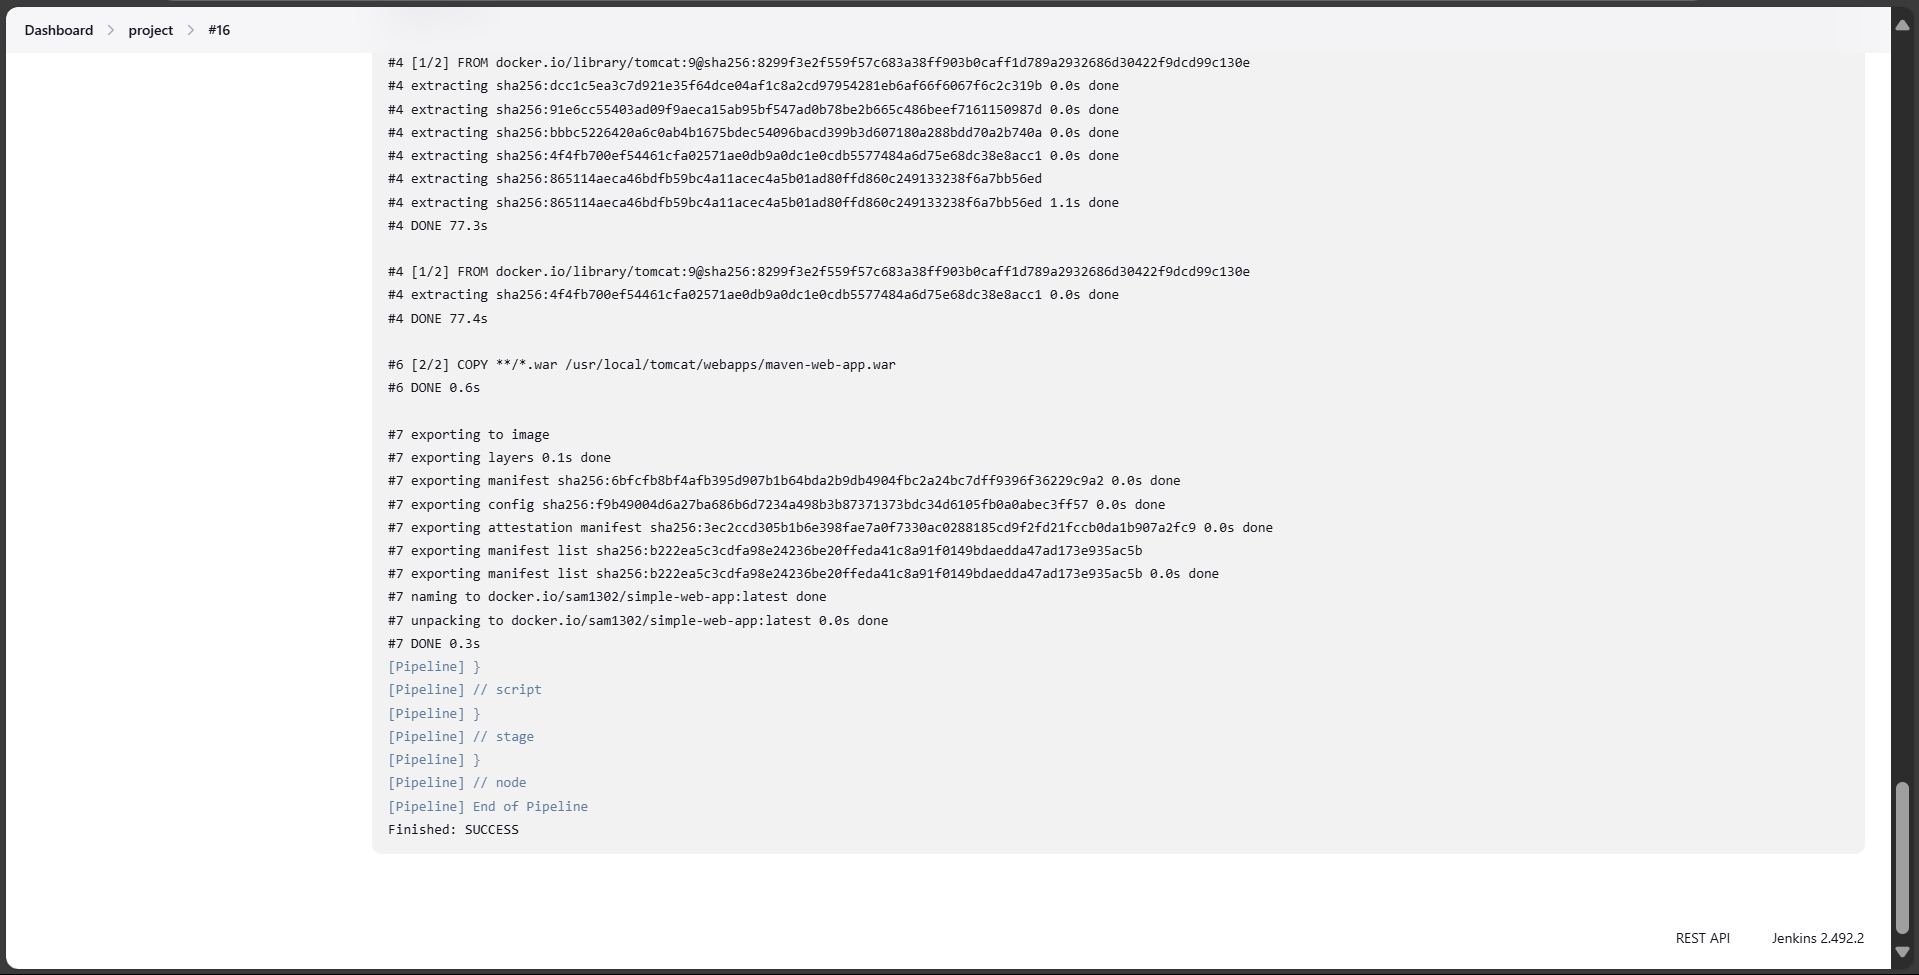 Dashboard > project > #16
#4 [1/2] FROM docker.io/library/tomcat:9@sha256:8299f3e2f559f57c683a38ff903b0caff1d789a2932686d30422f9dcd99c130e
#4 extracting sha256:dcc1c5ea3c7d921e35f64dce04af1c8a2cd97954281eb6af66f6067f6c2c319b 0.0s done
#4 extracting sha256:91e6cc55403ad09f9aeca15ab95bf547ad0b78be2b665c486beef7161150987d 0.0s done
#4 extracting sha256:bbbc5226420a6c0ab4b1675bdec54096bacd399b3d607180a288bdd70a2b740a 0.0s done
#4 extracting sha256:4f4fb700ef54461cfa02571ae0db9a0dc1e0cdb5577484a6d75e68dc38e8acc1 0.0s done
#4 extracting sha256:865114aeca46bdfb59bc4a11acec4a5b01ad80ffd860c249133238f6a7bb56ed
#4 extracting sha256:865114aeca46bdfb59bc4a11acec4a5b01ad80ffd860c249133238f6a7bb56ed 1.1s done
#4 DONE 77.3s
#4 [1/2] FROM docker.io/library/tomcat:9@sha256:8299f3e2f559f57c683a38ff903b0caff1d789a2932686d30422f9dcd99c130e
#4 extracting sha256:4f4fb700ef54461cfa02571ae0db9a0dc1e0cdb5577484a6d75e68dc38e8acc1 0.0s done
#4 DONE 77.4s
#6 [2/2] COPY **/*.war /usr/local/tomcat/webapps/maven-web-app.war
#6 DONE 0.6s
#7 exporting to image
#7 exporting layers 0.1s done
#7 exporting manifest sha256:6bfcfb8bf4afb395d907b1b64bda2b9db4904fbc2a24bc7dff9396f36229c9a2 0.0s done
#7 exporting config sha256:f9b49004d6a27ba686b6d7234a498b3b87371373bdc34d6105fb0a0abec3ff57 0.0s done
#7 exporting attestation manifest sha256:3ec2ccd305b1b6e398fae7a0f7330ac0288185cd9f2fd21fccb0da1b907a2fc9 0.0s done
#7 exporting manifest list sha256:b222ea5c3cdfa98e24236be20ffeda41c8a91f0149bdaedda47ad173e935ac5b
#7 exporting manifest list sha256:b222ea5c3cdfa98e24236be20ffeda41c8a91f0149bdaedda47ad173e935ac5b 0.0s done
#7 naming to docker.io/sam1302/simple-web-app:latest done
#7 unpacking to docker.io/sam1302/simple-web-app:latest 0.0s done
#7 DONE 0.3s
[Pipeline] }
[Pipeline] // script
[Pipeline] }
[Pipeline] // stage
[Pipeline] }
[Pipeline] // node
[Pipeline] End of Pipeline
Finished: SUCCESS
REST API Jenkins 2.492.2